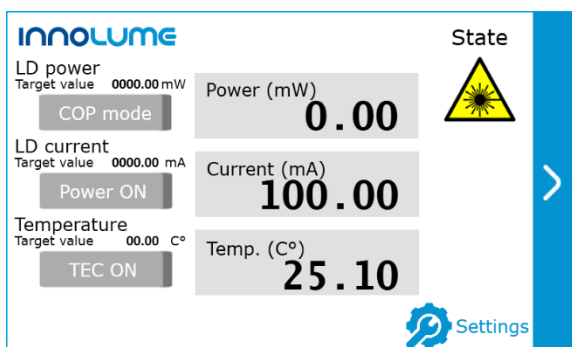 INNOLUME
State
LD power
Target value 0000.00 mW
COP mode
Power (mW)
0.00
LD current
Target value 0000.00 mA
Power ON
Current (mA)
100.00
Temperature
Target value 00.00 C°
TEC ON
Temp. (C°)
25.10
Settings